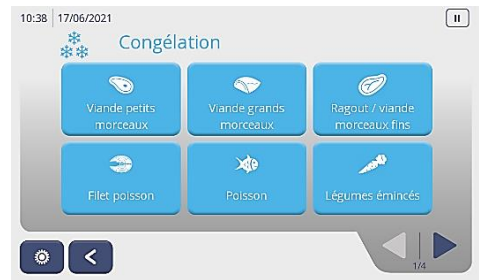 10:38 17/06/2021
Congélation
Viande petits
morceaux
Viande grands
morceaux
Ragout / viande
morceaux fins
Filet poisson
Poisson
Légumes émincés
1/4